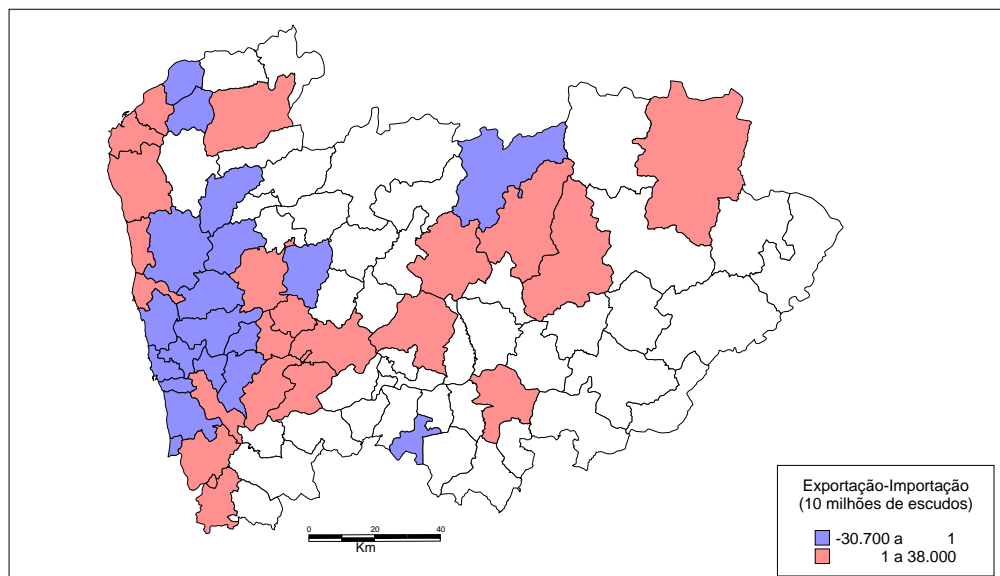 0 20 40
Km
Exportação-Importação
(10 milhões de escudos)
-30.700 a 1
1 a 38.000